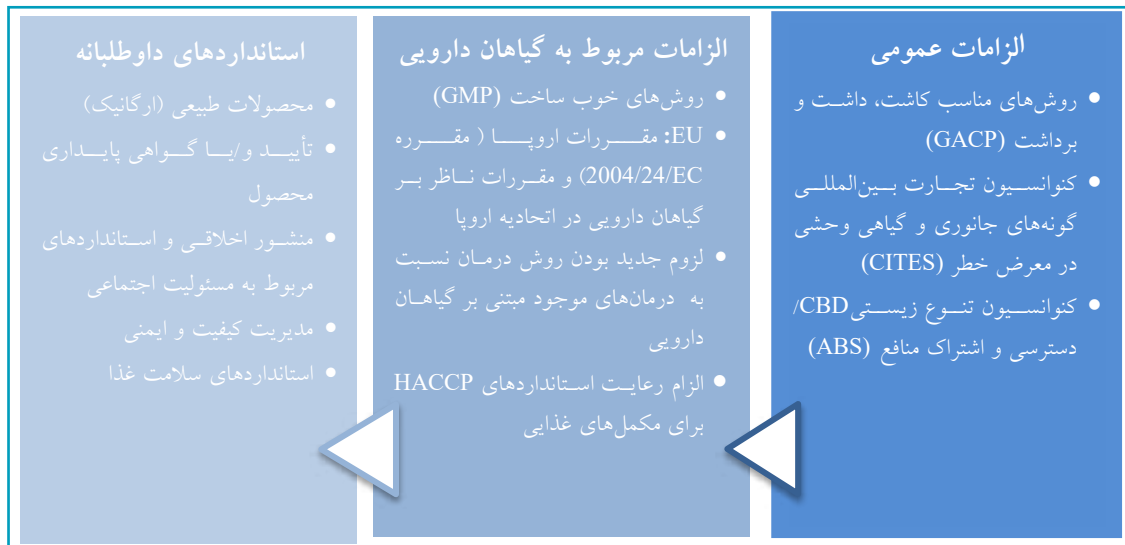 الزامات عمومی
• روش‌های مناسب کاشت، داشت و
برداشت (GACP)
• کنوانسیون تجارت بین‌المللی
گونه‌های جانوری و گیاهی وحشی
در معرض خطر (CITES)
• کنوانسیون تنوع زیستیCBD/
دسترسی و اشتراک منافع (ABS)
الزامات مربوط به گیاهان دارویی
• روش‌های خوب ساخت (GMP)
• EU: مقررات اروپا ( مقرره
2004/24/EC) و مقررات ناظر بر
گیاهان دارویی در اتحادیه اروپا
• لزوم جدید بودن روش درمان نسبت
به درمان‌های موجود مبتنی بر گیاهان
دارویی
• الزام رعایت استانداردهای HACCP
برای مکمل‌های غذایی
استانداردهای داوطلبانه
• محصولات طبیعی (ارگانیک)
• تأیید و/یا گواهی پایداری
محصول
• منشور اخلاقی و استانداردهای
مربوط به مسئولیت اجتماعی
• مدیریت کیفیت و ایمنی
• استانداردهای سلامت غذا